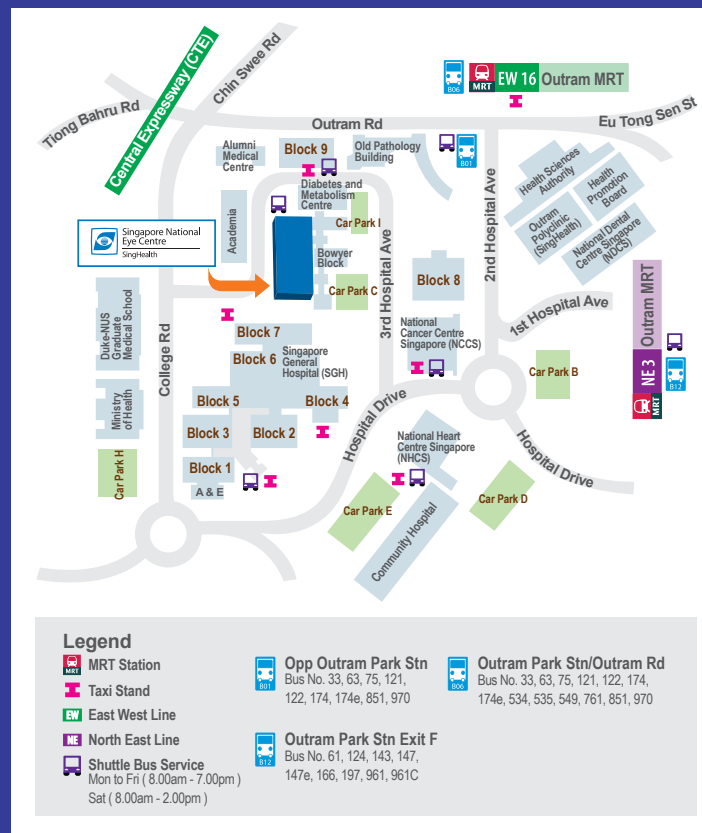 Central Expressway (CTE)
Chin Swee Rd
Tiong Bahru Rd
B06
MRT
EW 16
Outram MRT
Outram Rd
Eu Tong Sen St
Alumni
Medical
Centre
Block 9
Old Pathology
Building
B01
Diabetes and
Metabolism
Centre
Academia
Car Park I
Bowyer
Block
Car Park C
3rd Hospital Ave
2nd Hospital Ave
Health Sciences
Authority
Health
Promotion
Board
Outram
Polyclinic
(SingHealth)
National Dental
Centre Singapore
(NDCS)
Singapore National
Eye Centre
SingHealth
Block 8
1st Hospital Ave
Outram MRT
NE 3
B12
MRT
Duke-NUS
Graduate
Medical School
College Rd
Block 7
Block 6
Singapore
General
Hospital (SGH)
National
Cancer Centre
Singapore (NCCS)
Car Park B
Ministry
of Health
Block 5
Block 4
Block 3
Block 2
Hospital Drive
National Heart
Centre Singapore
(NHCS)
Hospital Drive
Car Park H
Block 1
A & E
Car Park E
Community Hospital
Car Park D
Legend
MRT
MRT Station
Taxi Stand
EW
East West Line
NE
North East Line
Shuttle Bus Service
Mon to Fri ( 8.00am - 7.00pm )
Sat ( 8.00am - 2.00pm )
B01
Opp Outram Park Stn
Bus No. 33, 63, 75, 121,
122, 174, 174e, 851, 970
B12
Outram Park Stn Exit F
Bus No. 61, 124, 143, 147,
147e, 166, 197, 961, 961C
B06
Outram Park Stn/Outram Rd
Bus No. 33, 63, 75, 121, 122, 174,
174e, 534, 535, 549, 761, 851, 970